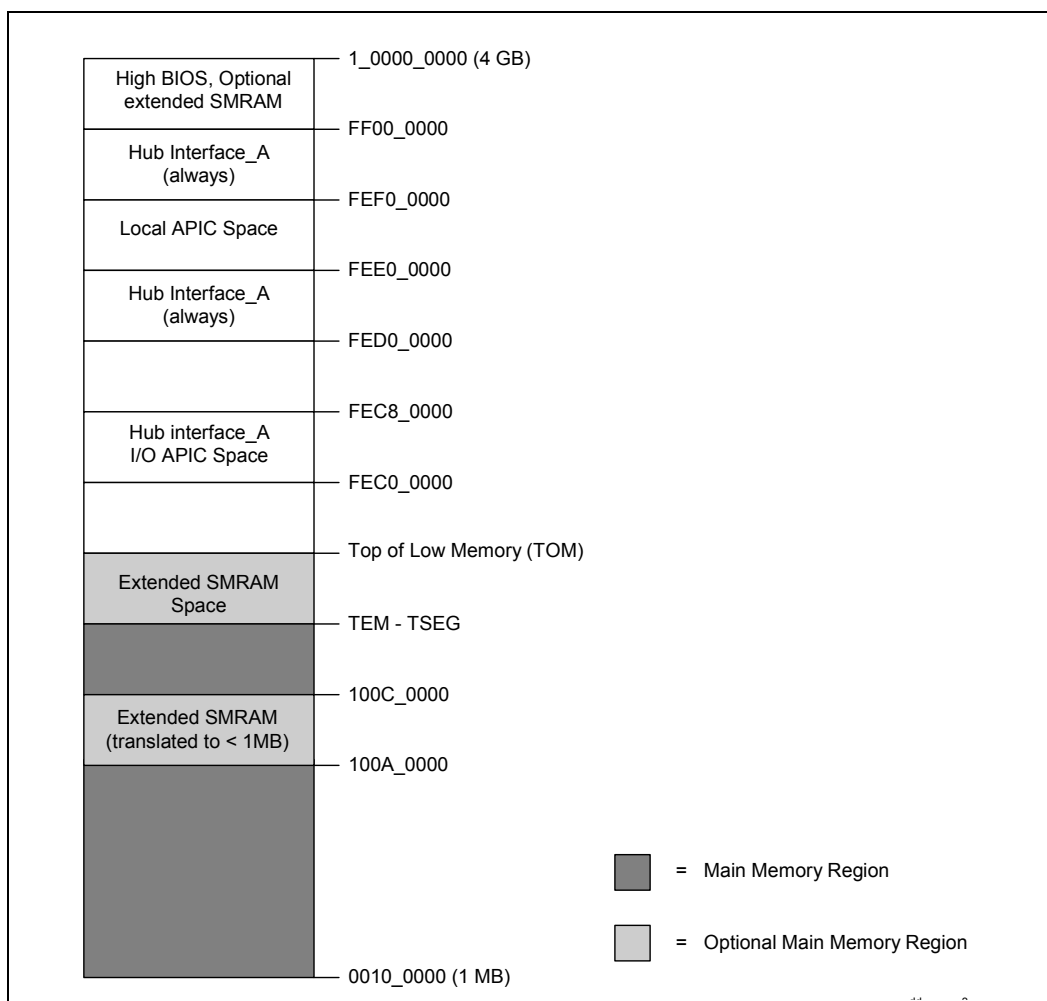 1_0000_0000 (4 GB)
High BIOS, Optional
extended SMRAM
FF00_0000
Hub Interface_A
(always)
FEF0_0000
Local APIC Space
FEE0_0000
Hub Interface_A
(always)
FED0_0000
FEC8_0000
Hub interface_A
I/O APIC Space
FEC0_0000
Top of Low Memory (TOM)
Extended SMRAM
Space
TEM - TSEG
100C_0000
Extended SMRAM
(translated to < 1MB)
100A_0000
= Main Memory Region
= Optional Main Memory Region
0010_0000 (1 MB)